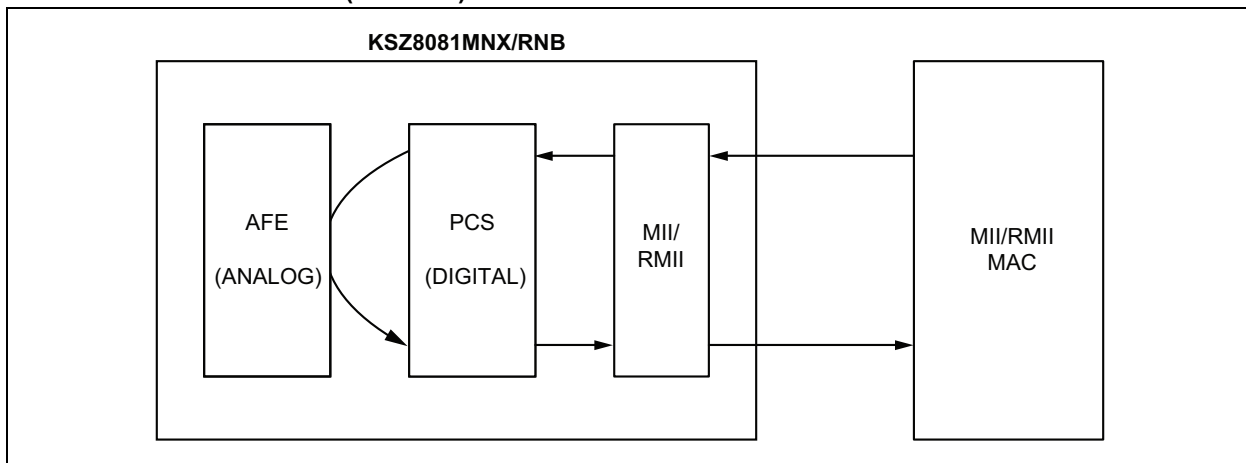 KSZ8081MNX/RNB
AFE
(ANALOG)
PCS
(DIGITAL)
MII/
RMII
MII/RMII
MAC